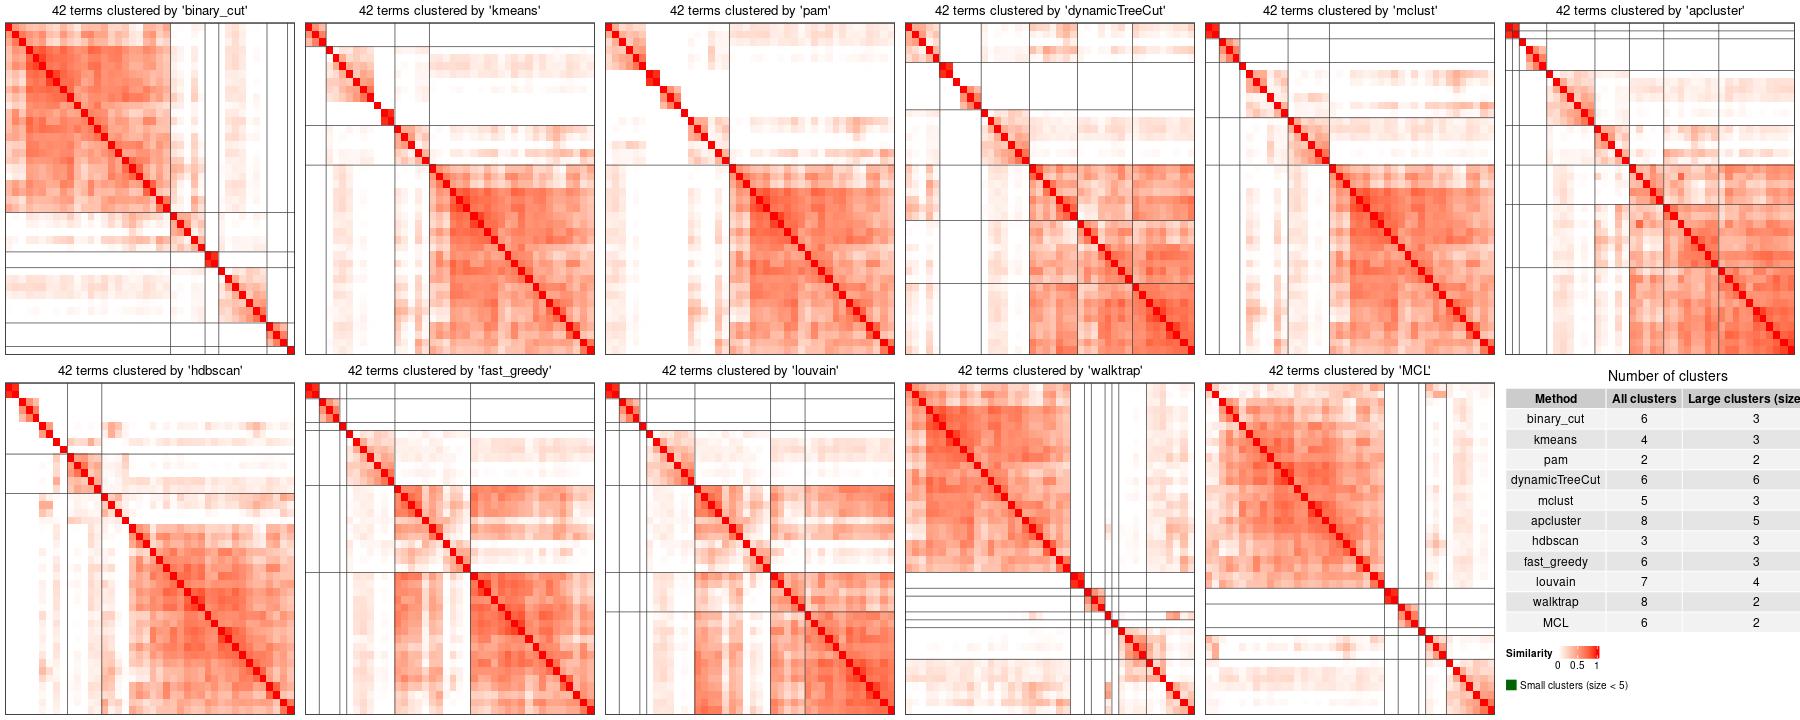 42 terms clustered by 'binary_cut'
42 terms clustered by 'kmeans'
42 terms clustered by 'pam'
42 terms clustered by 'dynamicTreeCut'
42 terms clustered by 'mclust'
42 terms clustered by 'apcluster'
42 terms clustered by 'hdbscan'
42 terms clustered by 'fast_greedy'
42 terms clustered by 'louvain'
42 terms clustered by 'walktrap'
42 terms clustered by 'MCL'
Number of clusters
Method All clusters Large clusters (size
binary_cut 6 3
kmeans 4 3
pam 2 2
dynamicTreeCut 6 6
mclust 5 3
apcluster 8 5
hdbscan 3 3
fast_greedy 6 3
louvain 7 4
walktrap 8 2
MCL 6 2
Similarity
0 0.5 1
Small clusters (size < 5)